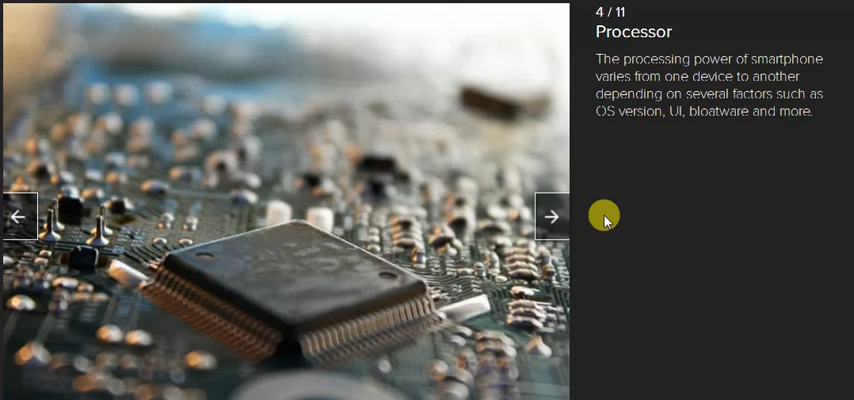 4 / 11
Processor
The processing power of smartphone
varies from one device to another
depending on several factors such as
OS version, UI, bloatware and more.